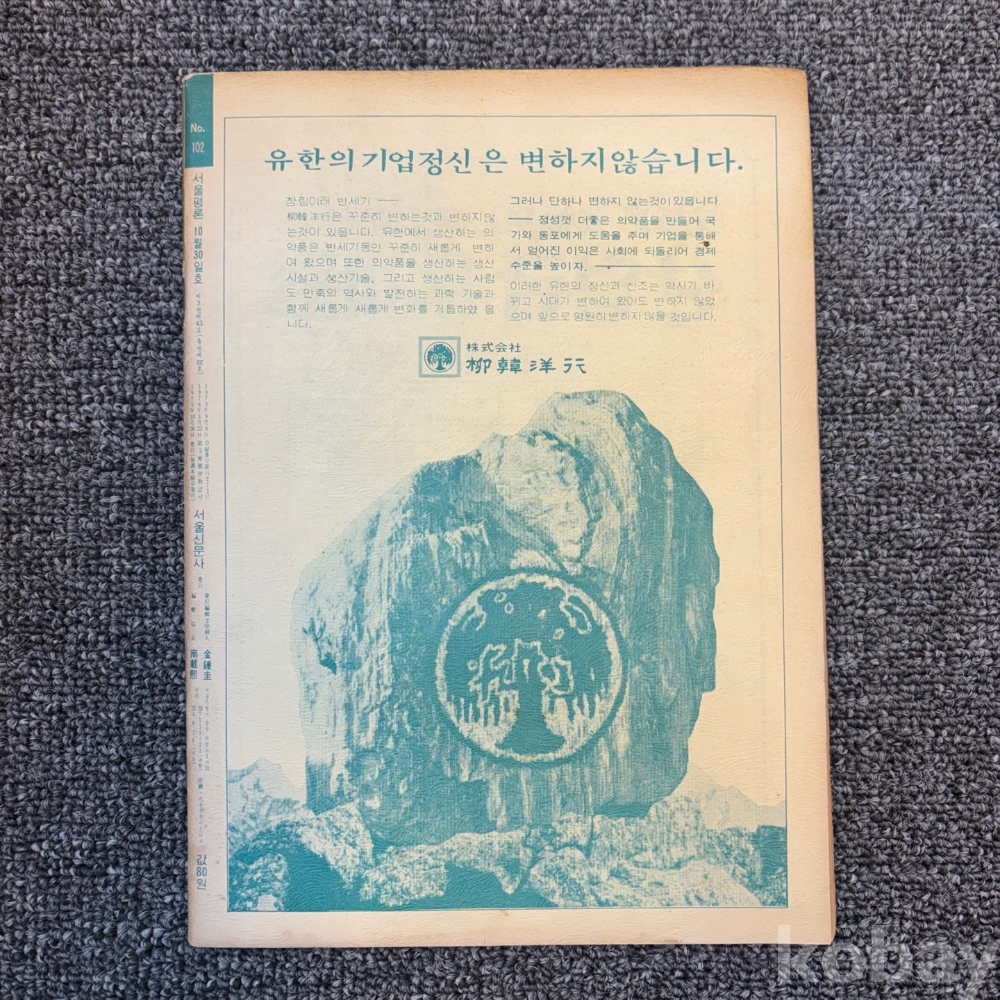 No.
102
서울평론 10월30일호
서울신문사
金鍾圭
南載熙
값80원
유한의 기업정신은 변하지않습니다.
창립이래 반세기 ──
柳韓洋行은 꾸준히 변하는것과 변하지않
는것이 있읍니다. 유한에서 생산하는 의
약품은 반세기동안 꾸준히 새롭게 변하
여 왔으며 또한 의약품을 생산하는 생산
시설과 생산기술, 그리고 생산하는 사람
도 민족의 역사와 발전하는 과학 기술과
함께 새롭게 새롭게 변화를 거듭하였 읍
니다.
그러나 단하나 변하지 않는것이 있읍니다
── 정성껏 더좋은 의약품을 만들어 국
가와 동포에게 도움을 주며 기업을 통해
서 얻어진 이익은 사회에 되돌리어 경제
수준을 높이자. ──
이러한 유한의 정신과 신조는 역사가 바
뀌고 시대가 변하여 왔어도 변하지 않았
으며 앞으로 영원히 변하지 않을 것입니다.
株式会社
柳韓洋行
kobay